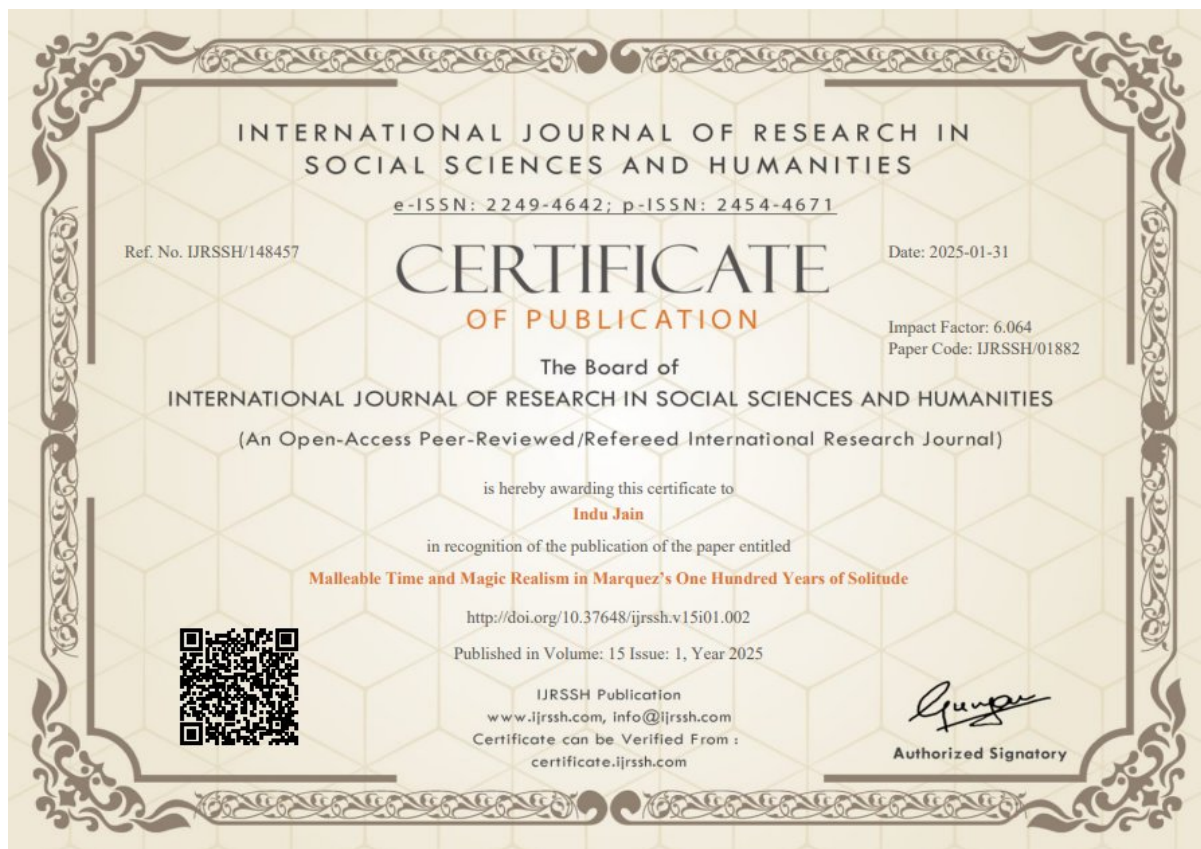 INTERNATIONAL JOURNAL OF RESEARCH IN
SOCIAL SCIENCES AND HUMANITIES
e-ISSN: 2249-4642; p-ISSN: 2454-4671
Ref. No. IJRSSH/148457
CERTIFICATE
Date: 2025-01-31
OF PUBLICATION
Impact Factor: 6.064
Paper Code: IJRSSH/01882
The Board of
INTERNATIONAL JOURNAL OF RESEARCH IN SOCIAL SCIENCES AND HUMANITIES
(An Open-Access Peer-Reviewed/Refereed International Research Journal)
is hereby awarding this certificate to
Indu Jain
in recognition of the publication of the paper entitled
Malleable Time and Magic Realism in Marquez's One Hundred Years of Solitude
http://doi.org/10.37648/ijrssh.v15i01.002
Published in Volume: 15 Issue: 1, Year 2025
IJRSSH Publication
www.ijrssh.com, info@ijrssh.com
Certificate can be Verified From :
certificate.ijrssh.com
Authorized Signatory